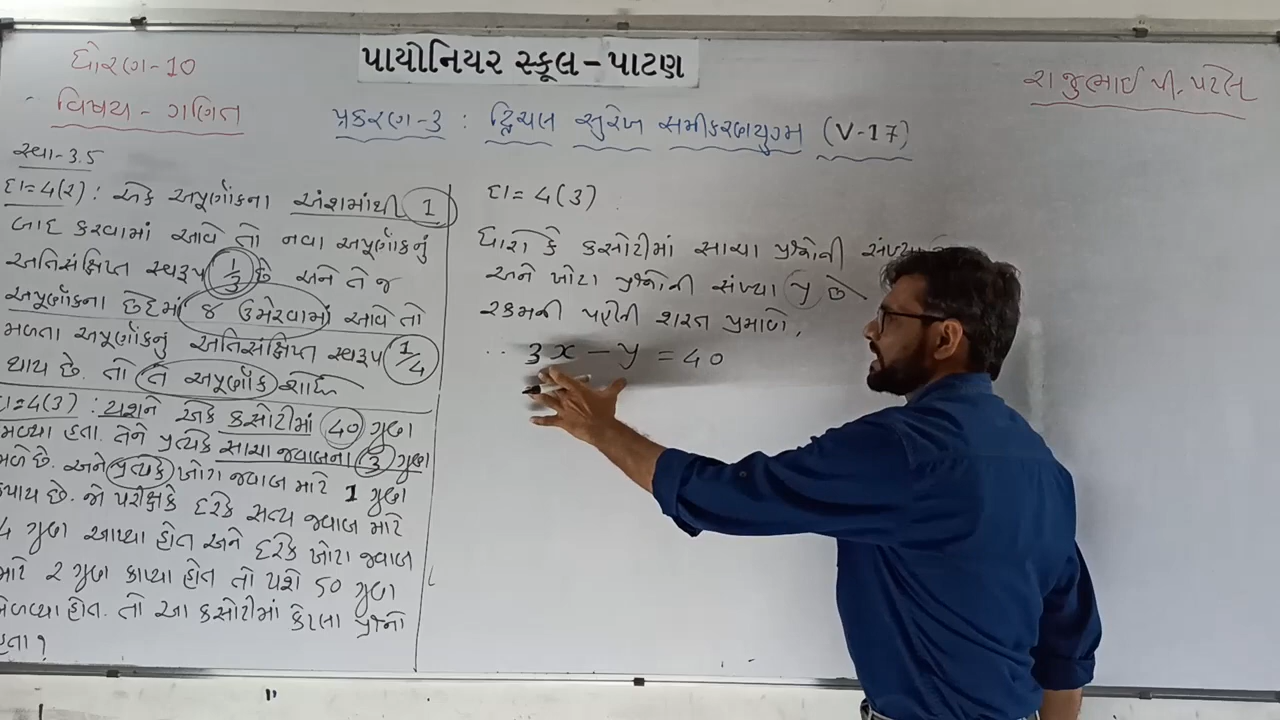 પાયોનિયર સ્કૂલ - પાટણ
ધોરણ-10
વિષય - ગણિત
પ્રકરણ-3 : દ્વિચલ સુરેખ સમીકરણયુગ્મ (V-17)
રાજુભાઈ પી. પટેલ
સ્વા-3.5
દા=4(2) : એક અપૂર્ણાંકના અંશમાંથી 1
બાદ કરવામાં આવે તો નવા અપૂર્ણાંકનું
અતિસંક્ષિપ્ત સ્વરૂપ 1/3 છે અને તે જ
અપૂર્ણાંકના છેદમાં ૪ ઉમેરવામાં આવે તો
મળતા અપૂર્ણાંકનું અતિસંક્ષિપ્ત સ્વરૂપ 1/4
થાય છે. તો તે અપૂર્ણાંક શોધો
દા=4(3) : યશને એક કસોટીમાં 40 ગુણ
મળ્યા હતા. તેને પ્રત્યેક સાચા જવાબના 3 ગુણ
મળે છે. અને પ્રત્યેક ખોટા જવાબ માટે 1 ગુણ
કપાય છે. જો પરીક્ષકે દરેક સત્ય જવાબ માટે
4 ગુણ આપ્યા હોત અને દરેક ખોટા જવાબ
માટે ૨ ગુણ કાપ્યા હોત તો યશે 50 ગુણ
મેળવ્યા હોત. તો આ કસોટીમાં કેટલા પ્રશ્નો
હતા ?
દા= 4(3) :
ધારો કે કસોટીમાં સાચા પ્રશ્નોની સંખ્યા
અને ખોટા પ્રશ્નોની સંખ્યા y છે
રકમની પહેલી શરત પ્રમાણે,
∴ 3x - y = 40